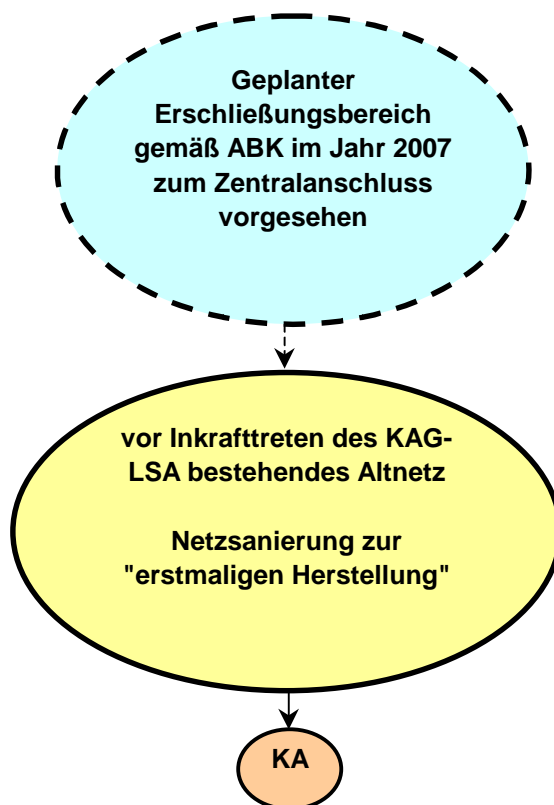 Geplanter
Erschließungsbereich
gemäß ABK im Jahr 2007
zum Zentralanschluss
vorgesehen
vor Inkrafttreten des KAG-
LSA bestehendes Altnetz
Netzsanierung zur
"erstmaligen Herstellung"
KA